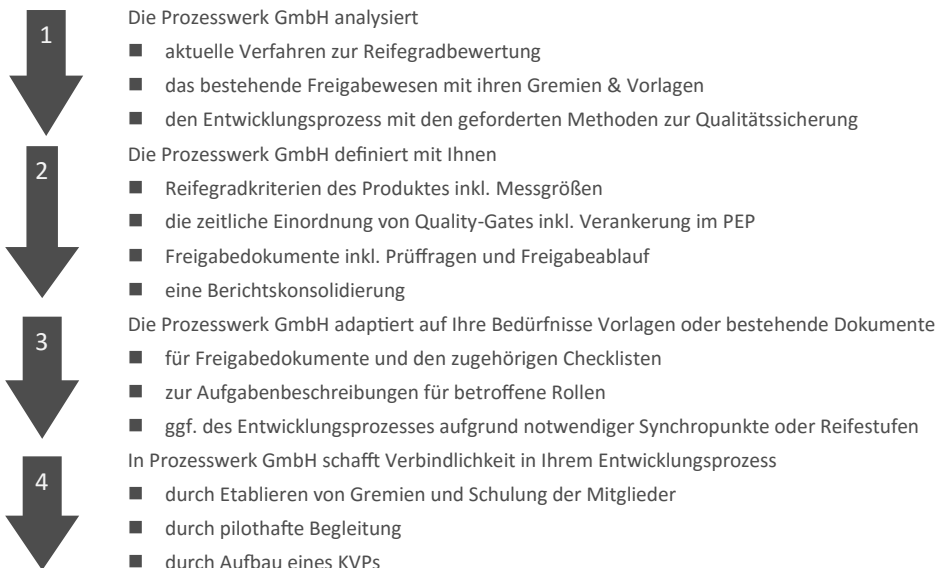 1
Die Prozesswerk GmbH analysiert
■ aktuelle Verfahren zur Reifegradbewertung
■ das bestehende Freigabewesen mit ihren Gremien & Vorlagen
■ den Entwicklungsprozess mit den geforderten Methoden zur Qualitätssicherung
2
Die Prozesswerk GmbH definiert mit Ihnen
■ Reifegradkriterien des Produktes inkl. Messgrößen
■ die zeitliche Einordnung von Quality-Gates inkl. Verankerung im PEP
■ Freigabedokumente inkl. Prüffragen und Freigabeablauf
■ eine Berichtskonsolidierung
3
Die Prozesswerk GmbH adaptiert auf Ihre Bedürfnisse Vorlagen oder bestehende Dokumente
■ für Freigabedokumente und den zugehörigen Checklisten
■ zur Aufgabenbeschreibungen für betroffene Rollen
■ ggf. des Entwicklungsprozesses aufgrund notwendiger Synchropunkte oder Reifestufen
4
In Prozesswerk GmbH schafft Verbindlichkeit in Ihrem Entwicklungsprozess
■ durch Etablieren von Gremien und Schulung der Mitglieder
■ durch pilothafte Begleitung
■ durch Aufbau eines KVPs